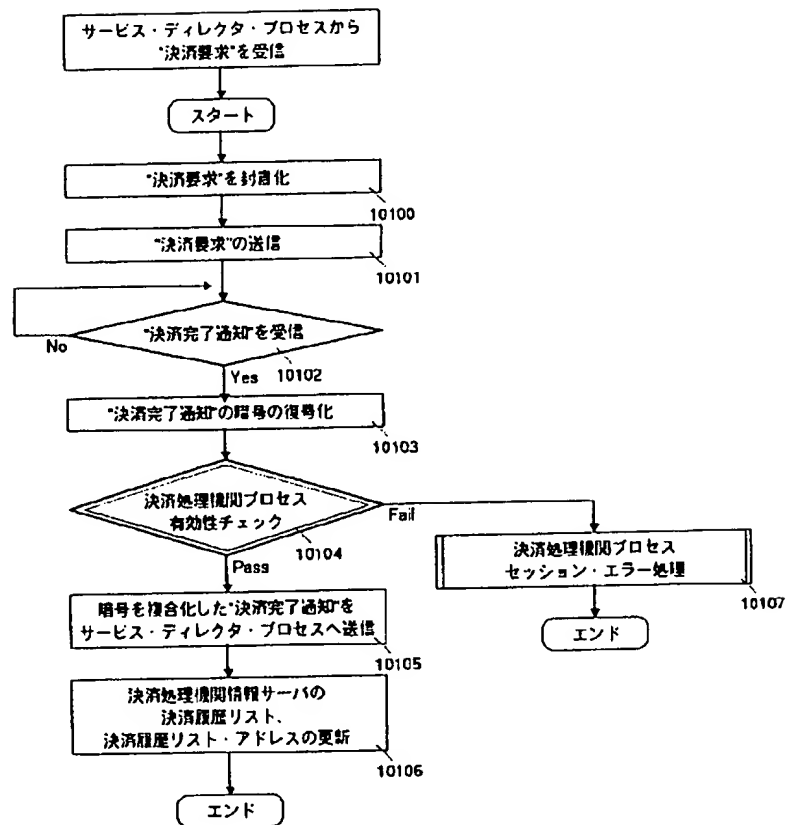 サービス・ディレクタ・プロセスから
"決済要求"を受信
スタート
"決済要求"を封書化
10100
"決済要求"の送信
10101
"決済完了通知"を受信
No
10102
Yes
"決済完了通知"の暗号の復号化
10103
決済処理機関プロセス
有効性チェック
Fail
10104
Pass
決済処理機関プロセス
セッション・エラー処理
10107
エンド
暗号を複合化した"決済完了通知"を
サービス・ディレクタ・プロセスへ送信
10105
決済処理機関情報サーバの
決済履歴リスト、
決済履歴リスト・アドレスの更新
10106
エンド